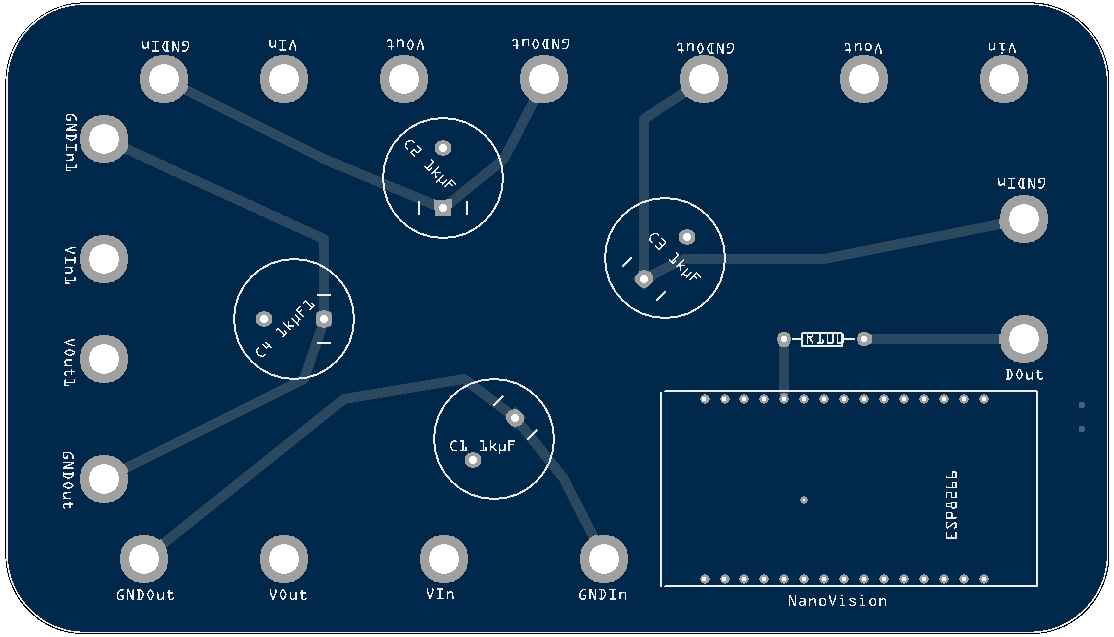 GNDIn
VIn
VOut
GNDOut
GNDOut
Vout
Vin
GNDIn1
C2 1kµF
GNDIn
C3 1kµF
VIn1
C4 1kµF1
R100
VOut1
DOut
C1 1kµF
GNDOut
ESP8266
GNDOut
VOut
VIn
GNDIn
NanoVision